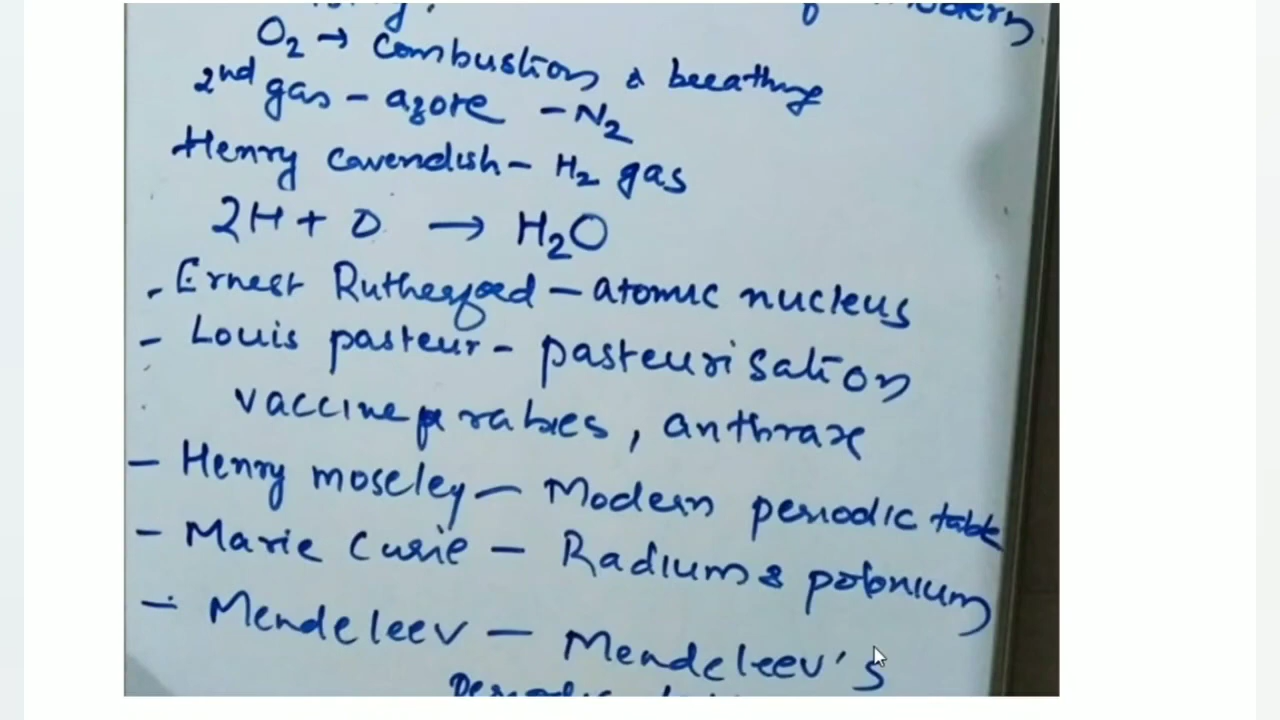 modern
O₂ → Combustion & breathing
2nd gas - azote - N₂
Henry cavendish - H₂ gas
2H + O → H₂O
- Ernest Rutherford - atomic nucleus
- Louis pasteur - pasteurisation
vaccine rabies, anthrax
- Henry moseley - Modern periodic table
- Marie Curie - Radium & polonium
- Mendeleev - Mendeleev's